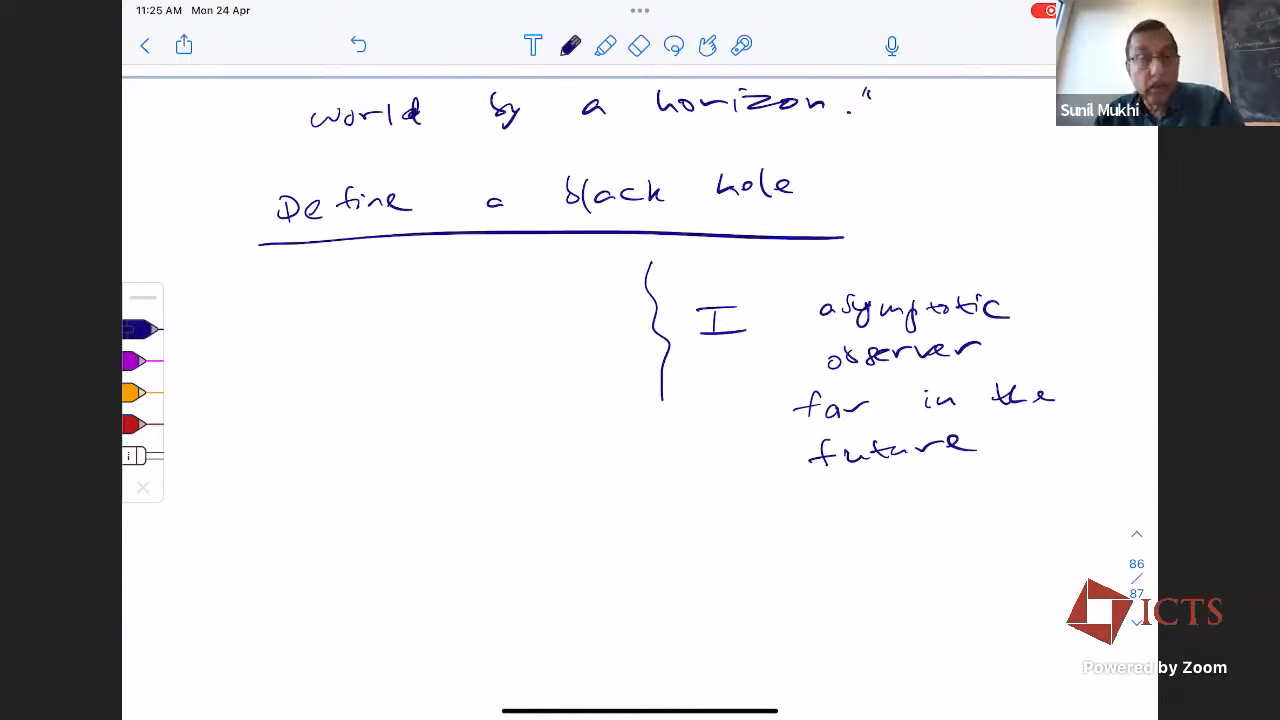 11:25 AM Mon 24 Apr
T
Sunil Mukhi
world by a horizon."
Define a black hole
I asymptotic
observer
far in the
future
i
86
/
87
ICTS
Powered by Zoom